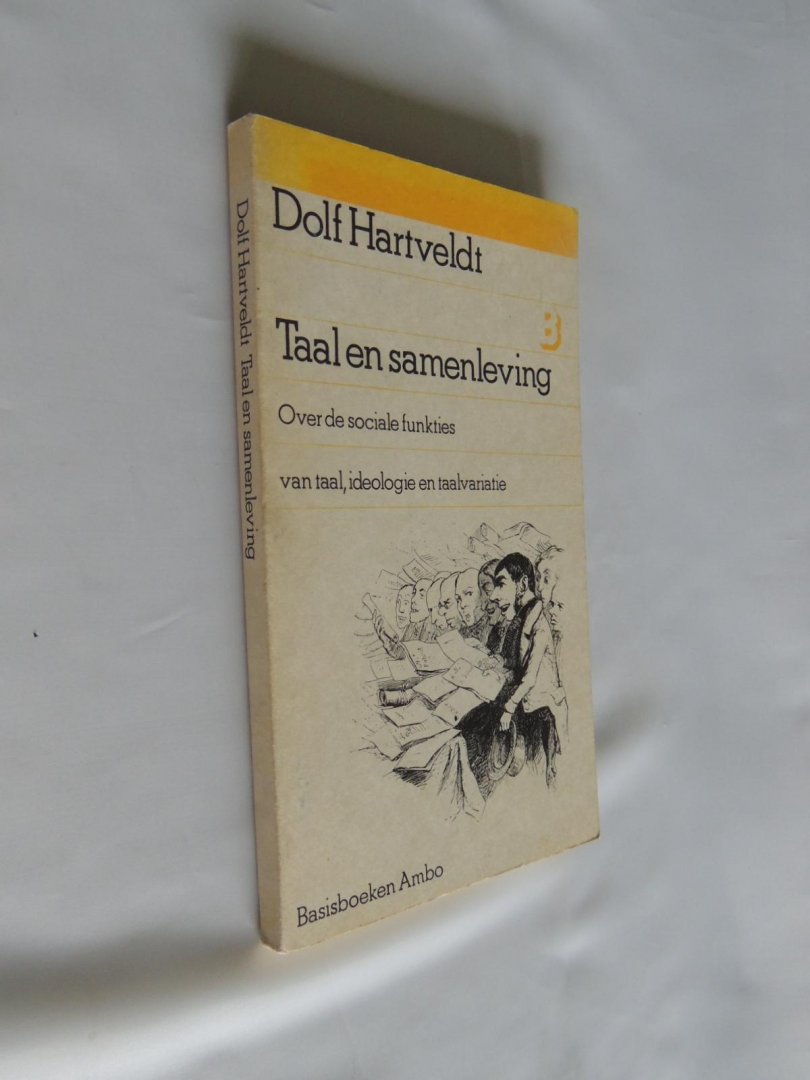 Dolf Hartveldt Taal en samenleving
Dolf Hartveldt
B
Taal en samenleving
Over de sociale funkties
van taal, ideologie en taalvariatie
Basisboeken Ambo